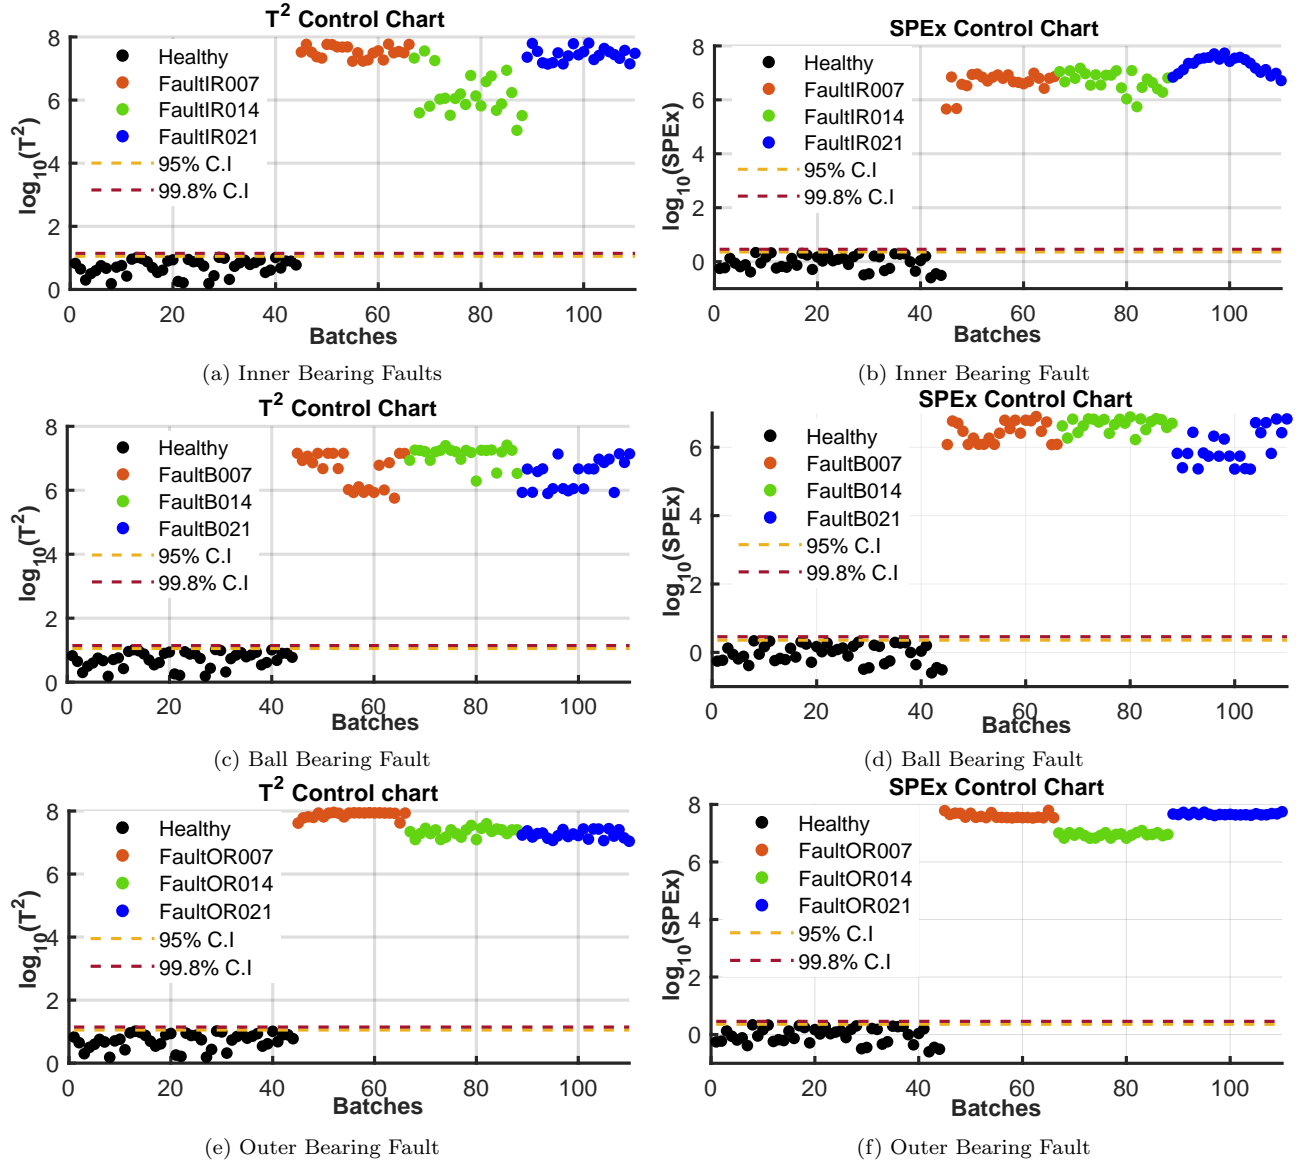 T² Control Chart
8
6
4
2
0
log₁₀(T²)
Healthy
FaultIR007
FaultIR014
FaultIR021
95% C.I
99.8% C.I
0 20 40 60 80 100
Batches
(a) Inner Bearing Faults
SPEx Control Chart
8
6
4
2
0
log₁₀(SPEx)
Healthy
FaultIR007
FaultIR014
FaultIR021
95% C.I
99.8% C.I
0 20 40 60 80 100
Batches
(b) Inner Bearing Fault
T² Control Chart
8
6
4
2
0
log₁₀(T²)
Healthy
FaultB007
FaultB014
FaultB021
95% C.I
99.8% C.I
0 20 40 60 80 100
Batches
(c) Ball Bearing Fault
SPEx Control Chart
6
4
2
0
log₁₀(SPEx)
Healthy
FaultB007
FaultB014
FaultB021
95% C.I
99.8% C.I
0 20 40 60 80 100
Batches
(d) Ball Bearing Fault
T² Control chart
8
6
4
2
0
log₁₀(T²)
Healthy
FaultOR007
FaultOR014
FaultOR021
95% C.I
99.8% C.I
0 20 40 60 80 100
Batches
(e) Outer Bearing Fault
SPEx Control Chart
8
6
4
2
0
log₁₀(SPEx)
Healthy
FaultOR007
FaultOR014
FaultOR021
95% C.I
99.8% C.I
0 20 40 60 80 100
Batches
(f) Outer Bearing Fault